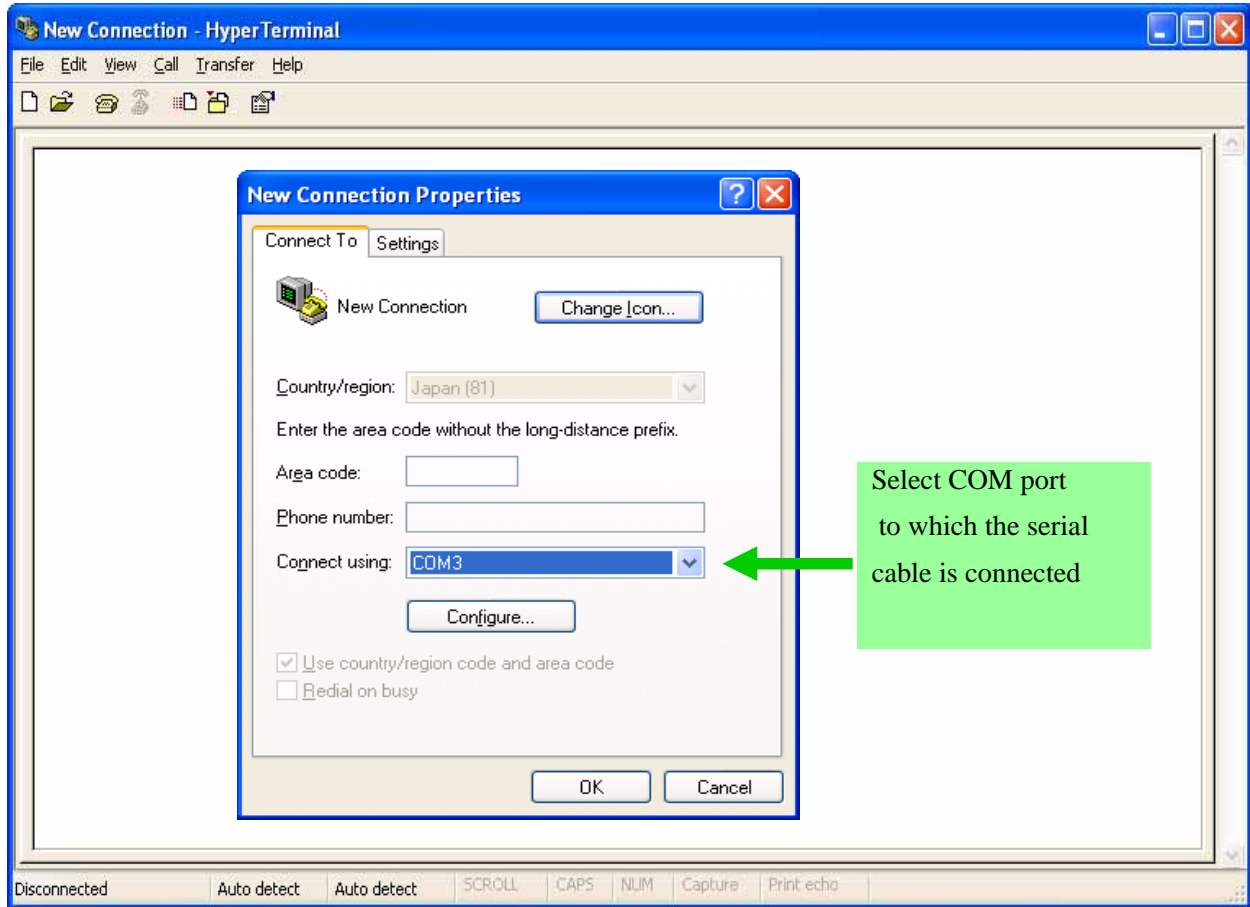 New Connection - HyperTerminal
File Edit View Call Transfer Help
New Connection Properties
?
Connect To Settings
New Connection Change Icon...
Country/region: Japan (81)
Enter the area code without the long-distance prefix.
Area code:
Phone number:
Connect using: COM3
Configure...
Use country/region code and area code
Redial on busy
OK Cancel
Select COM port
to which the serial
cable is connected
Disconnected Auto detect Auto detect SCROLL CAPS NUM Capture Print echo